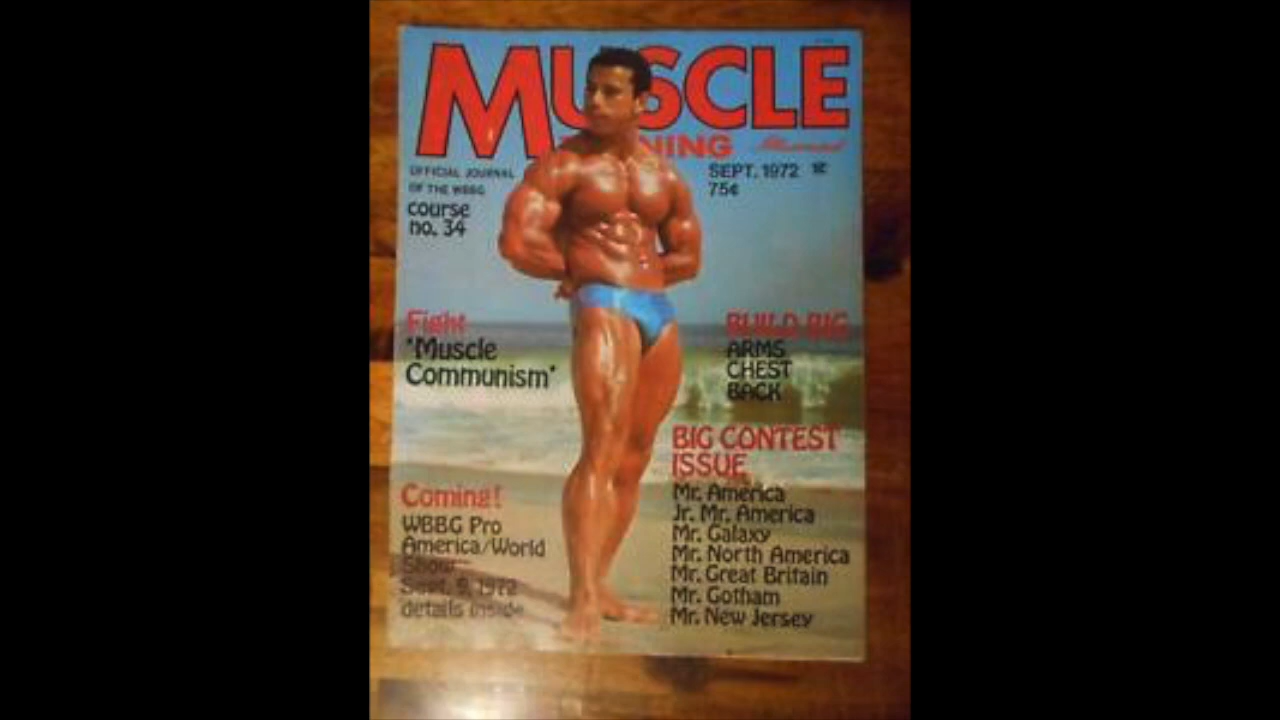 MUSCLE
OFFICIAL JOURNAL
OF THE WBBG
course
no. 34
SEPT. 1972
75¢
Fight
"Muscle
Communism"
BUILD BIG
ARMS
CHEST
BACK
BIG CONTEST
ISSUE
Mr. America
Jr. Mr. America
Mr. Galaxy
Mr. North America
Mr. Great Britain
Mr. Gotham
Mr. New Jersey
Coming!
WBBG Pro
America/World
Show
Sept. 9, 1972
details inside